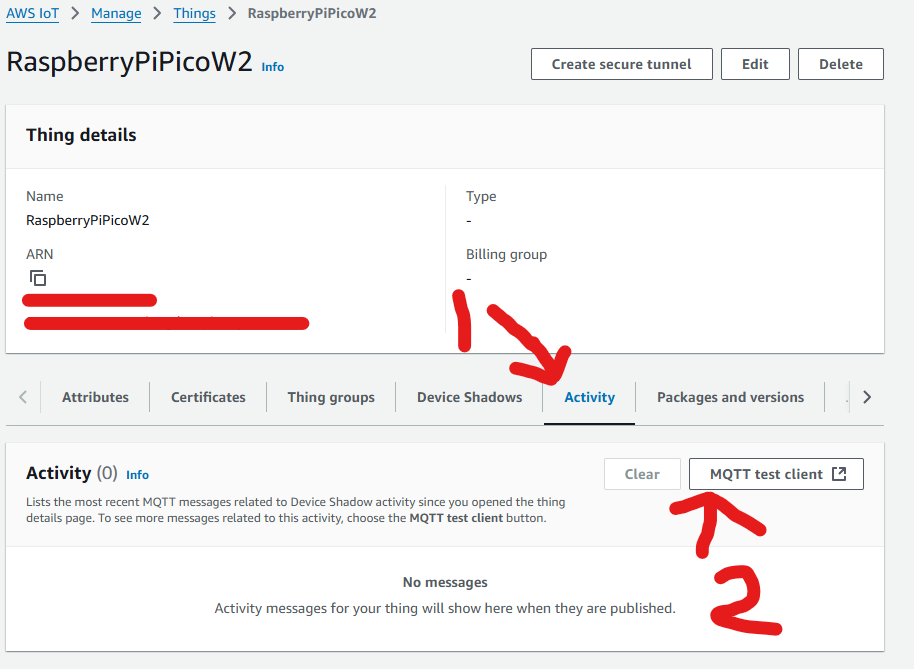 AWS IoT > Manage > Things > RaspberryPiPicoW2
RaspberryPiPicoW2 Info
Create secure tunnel
Edit
Delete
Thing details
Name
RaspberryPiPicoW2
ARN
Type
-
Billing group
-
1
Attributes
Certificates
Thing groups
Device Shadows
Activity
Packages and versions
Activity (0) Info
Lists the most recent MQTT messages related to Device Shadow activity since you opened the thing
details page. To see more messages related to this activity, choose the MQTT test client button.
Clear
MQTT test client
No messages
Activity messages for your thing will show here when they are published.
2